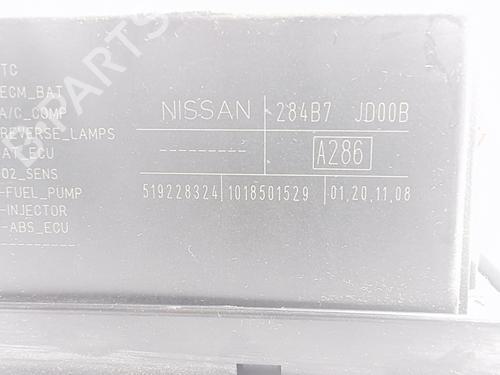 TC
ECM_BAT
A/C_COMP
REVERSE_LAMPS
AT_ECU
O2_SENS
-FUEL_PUMP
-INJECTOR
-ABS_ECU
NISSAN 284B7 JD00B
A286
519228324 1018501529 01,20,11,08
B-PARTS